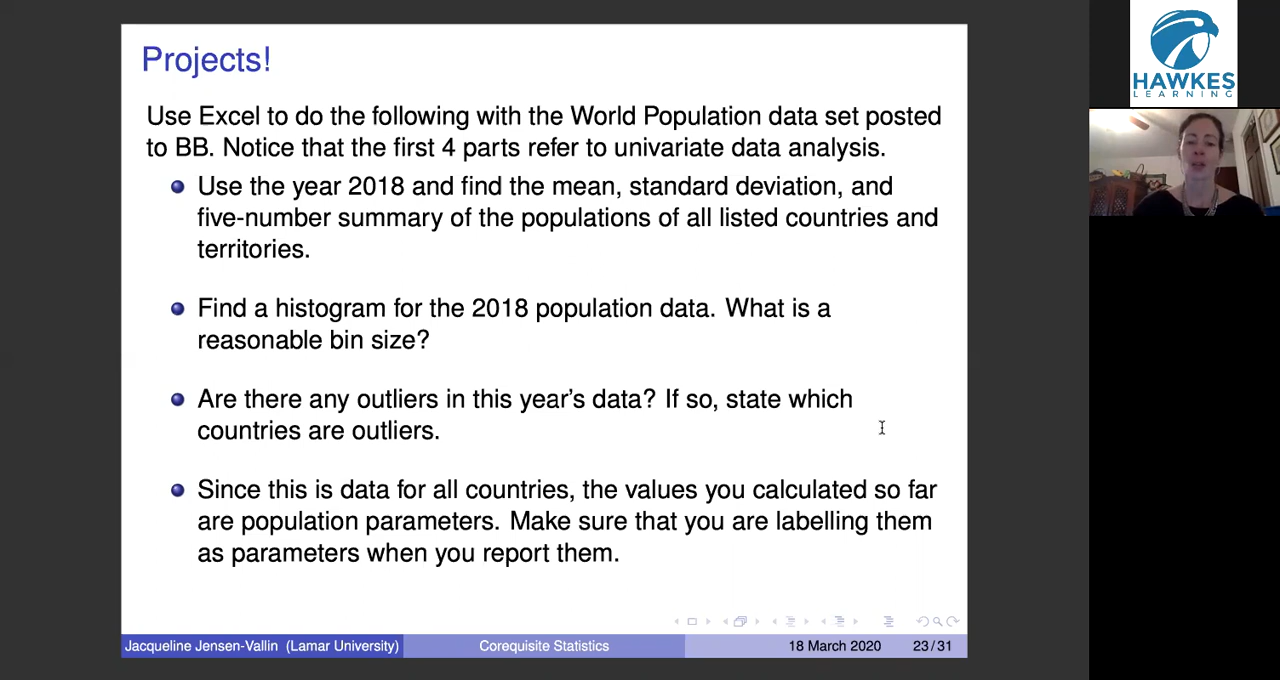 Projects!
Use Excel to do the following with the World Population data set posted
to BB. Notice that the first 4 parts refer to univariate data analysis.
Use the year 2018 and find the mean, standard deviation, and
five-number summary of the populations of all listed countries and
territories.
Find a histogram for the 2018 population data. What is a
reasonable bin size?
Are there any outliers in this year's data? If so, state which
countries are outliers.
Since this is data for all countries, the values you calculated so far
are population parameters. Make sure that you are labelling them
as parameters when you report them.
Jacqueline Jensen-Vallin (Lamar University) Corequisite Statistics 18 March 2020 23/31
HAWKES
LEARNING